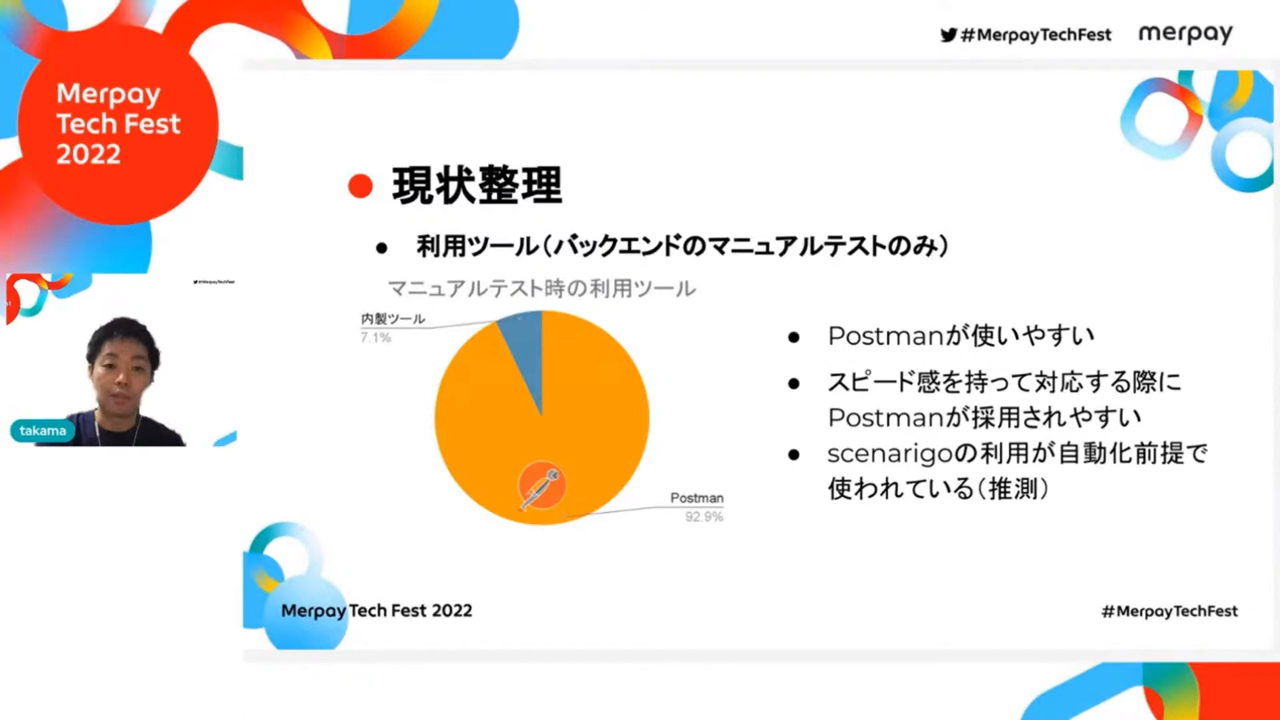 #MerpayTechFest merpay
Merpay
Tech Fest
2022
現状整理
利用ツール（バックエンドのマニュアルテストのみ）
マニュアルテスト時の利用ツール
内製ツール
7.1%
Postman
92.9%
Postmanが使いやすい
スピード感を持って対応する際に
Postmanが採用されやすい
scenarigoの利用が自動化前提で
使われている（推測）
#MerpayTechFest
takama
Merpay Tech Fest 2022
#MerpayTechFest